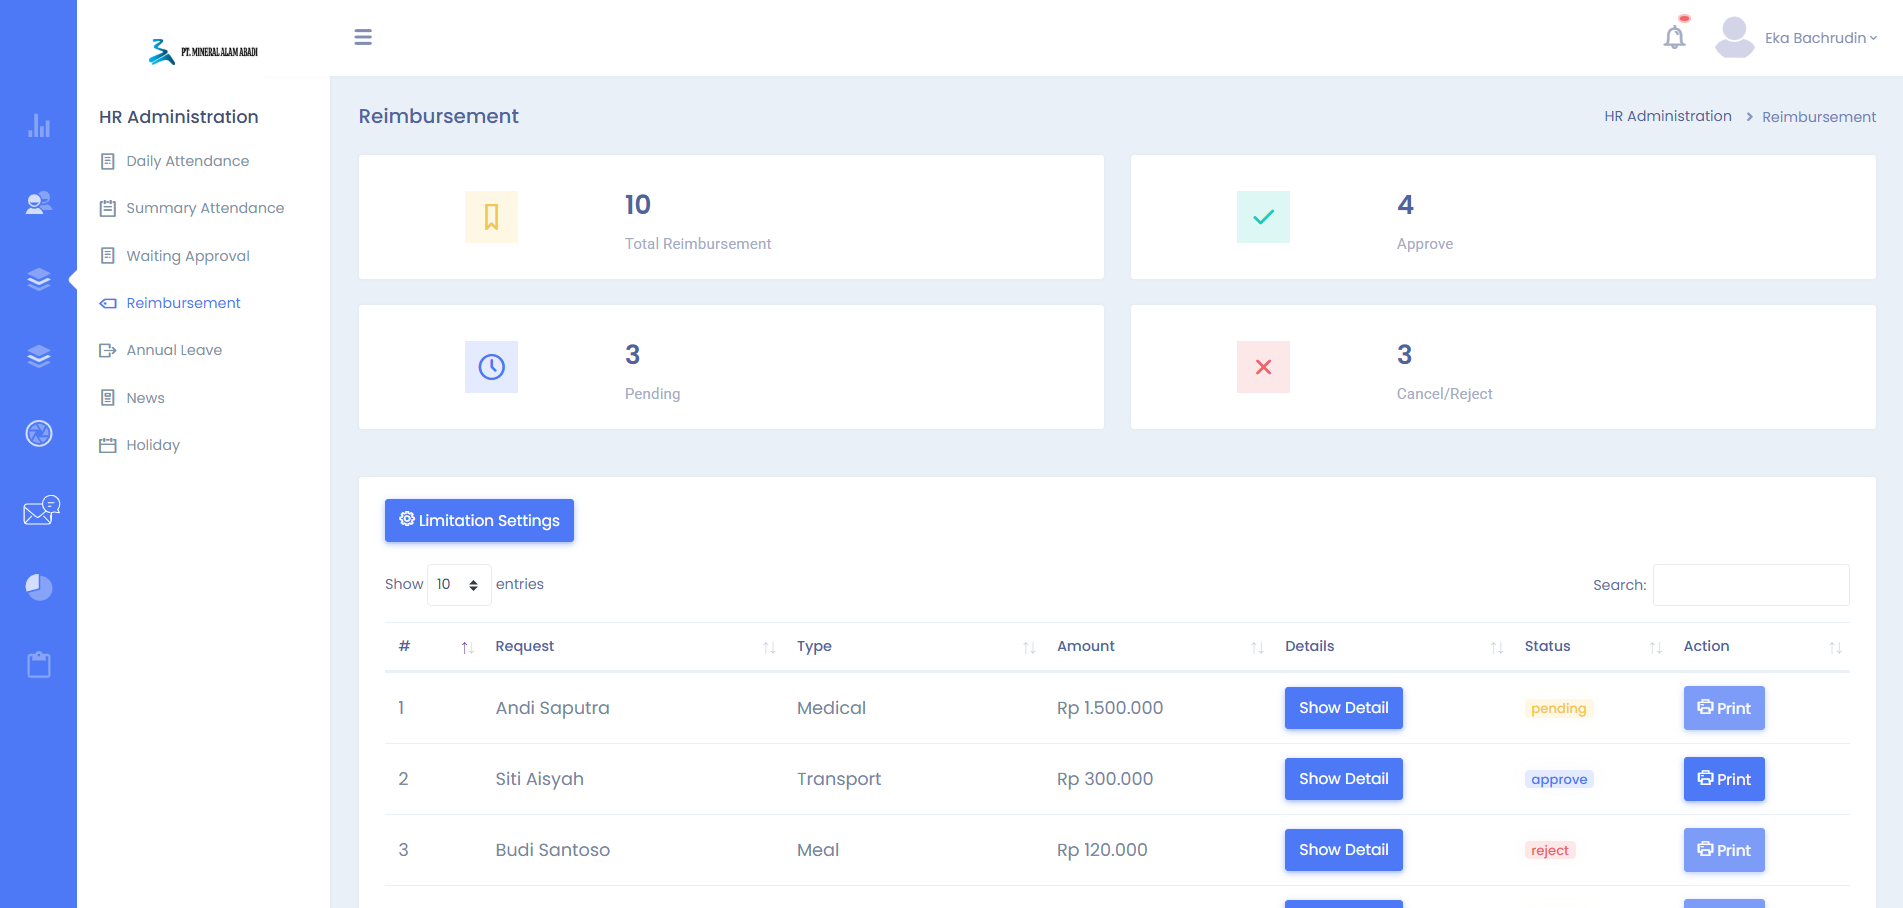 PT. MINERAL ALAM ABADI
Eka Bachrudin
HR Administration
Daily Attendance
Summary Attendance
Waiting Approval
Reimbursement
Annual Leave
News
Holiday
Reimbursement
HR Administration Reimbursement
10
Total Reimbursement
4
Approve
3
Pending
3
Cancel/Reject
Limitation Settings
Show 10 entries
Search:
# Request Type Amount Details Status Action
1 Andi Saputra Medical Rp 1.500.000 Show Detail pending Print
2 Siti Aisyah Transport Rp 300.000 Show Detail approve Print
3 Budi Santoso Meal Rp 120.000 Show Detail reject Print